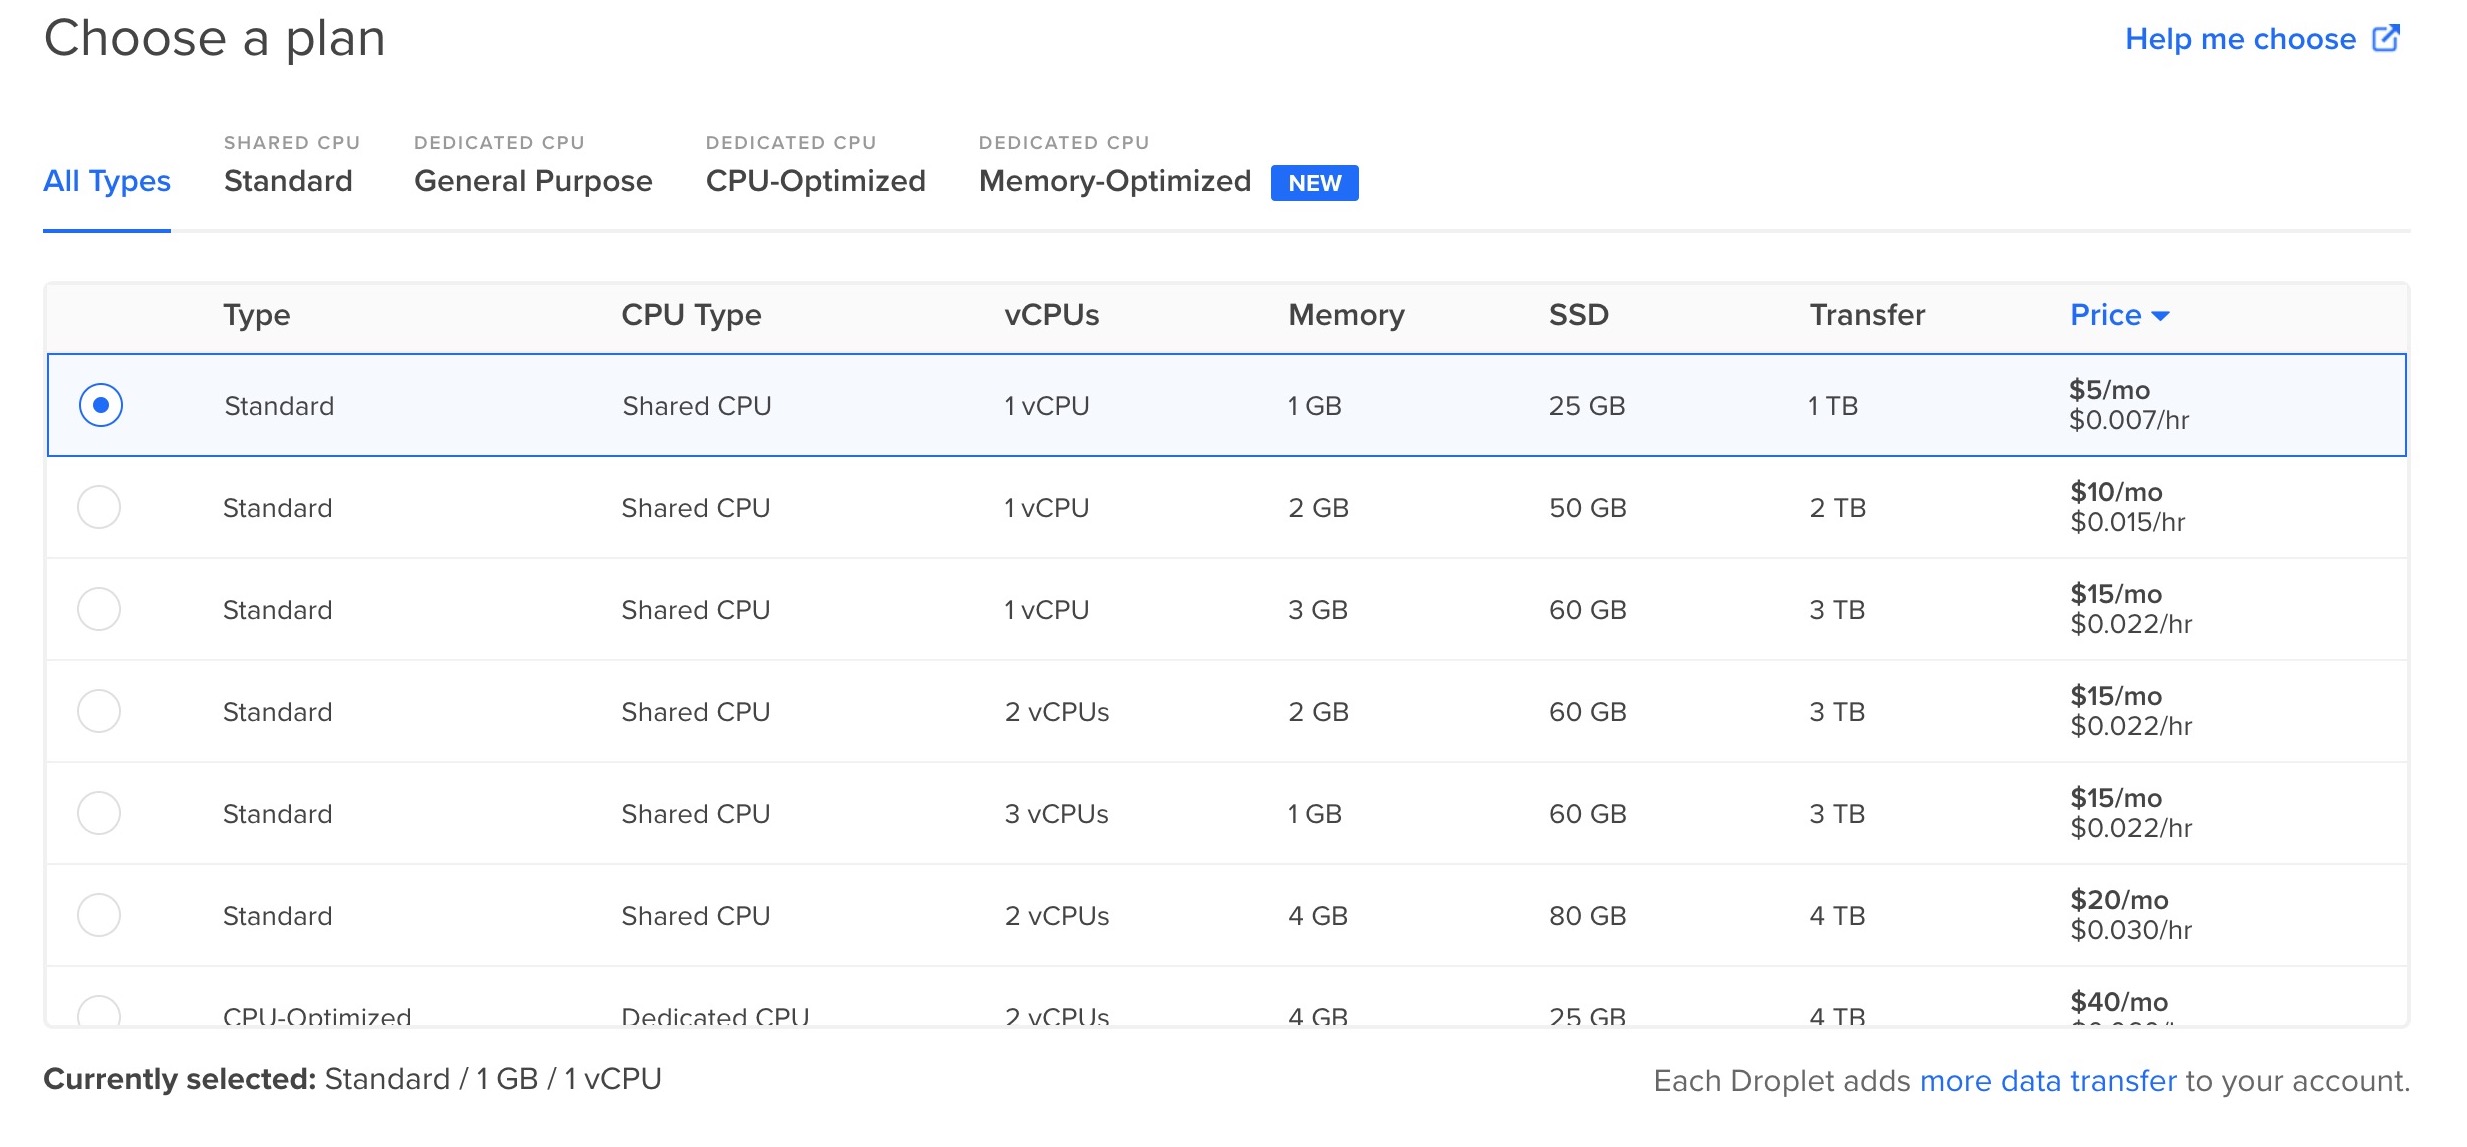 Choose a plan
Help me choose
All Types
SHARED CPU
Standard
DEDICATED CPU
General Purpose
DEDICATED CPU
CPU-Optimized
DEDICATED CPU
Memory-Optimized NEW
Type CPU Type vCPUs Memory SSD Transfer Price
Standard Shared CPU 1 vCPU 1 GB 25 GB 1 TB $5/mo
$0.007/hr
Standard Shared CPU 1 vCPU 2 GB 50 GB 2 TB $10/mo
$0.015/hr
Standard Shared CPU 1 vCPU 3 GB 60 GB 3 TB $15/mo
$0.022/hr
Standard Shared CPU 2 vCPUs 2 GB 60 GB 3 TB $15/mo
$0.022/hr
Standard Shared CPU 3 vCPUs 1 GB 60 GB 3 TB $15/mo
$0.022/hr
Standard Shared CPU 2 vCPUs 4 GB 80 GB 4 TB $20/mo
$0.030/hr
CPU-Optimized Dedicated CPU 2 vCPUs 4 GB 25 GB 4 TB $40/mo
Currently selected: Standard / 1 GB / 1 vCPU
Each Droplet adds more data transfer to your account.